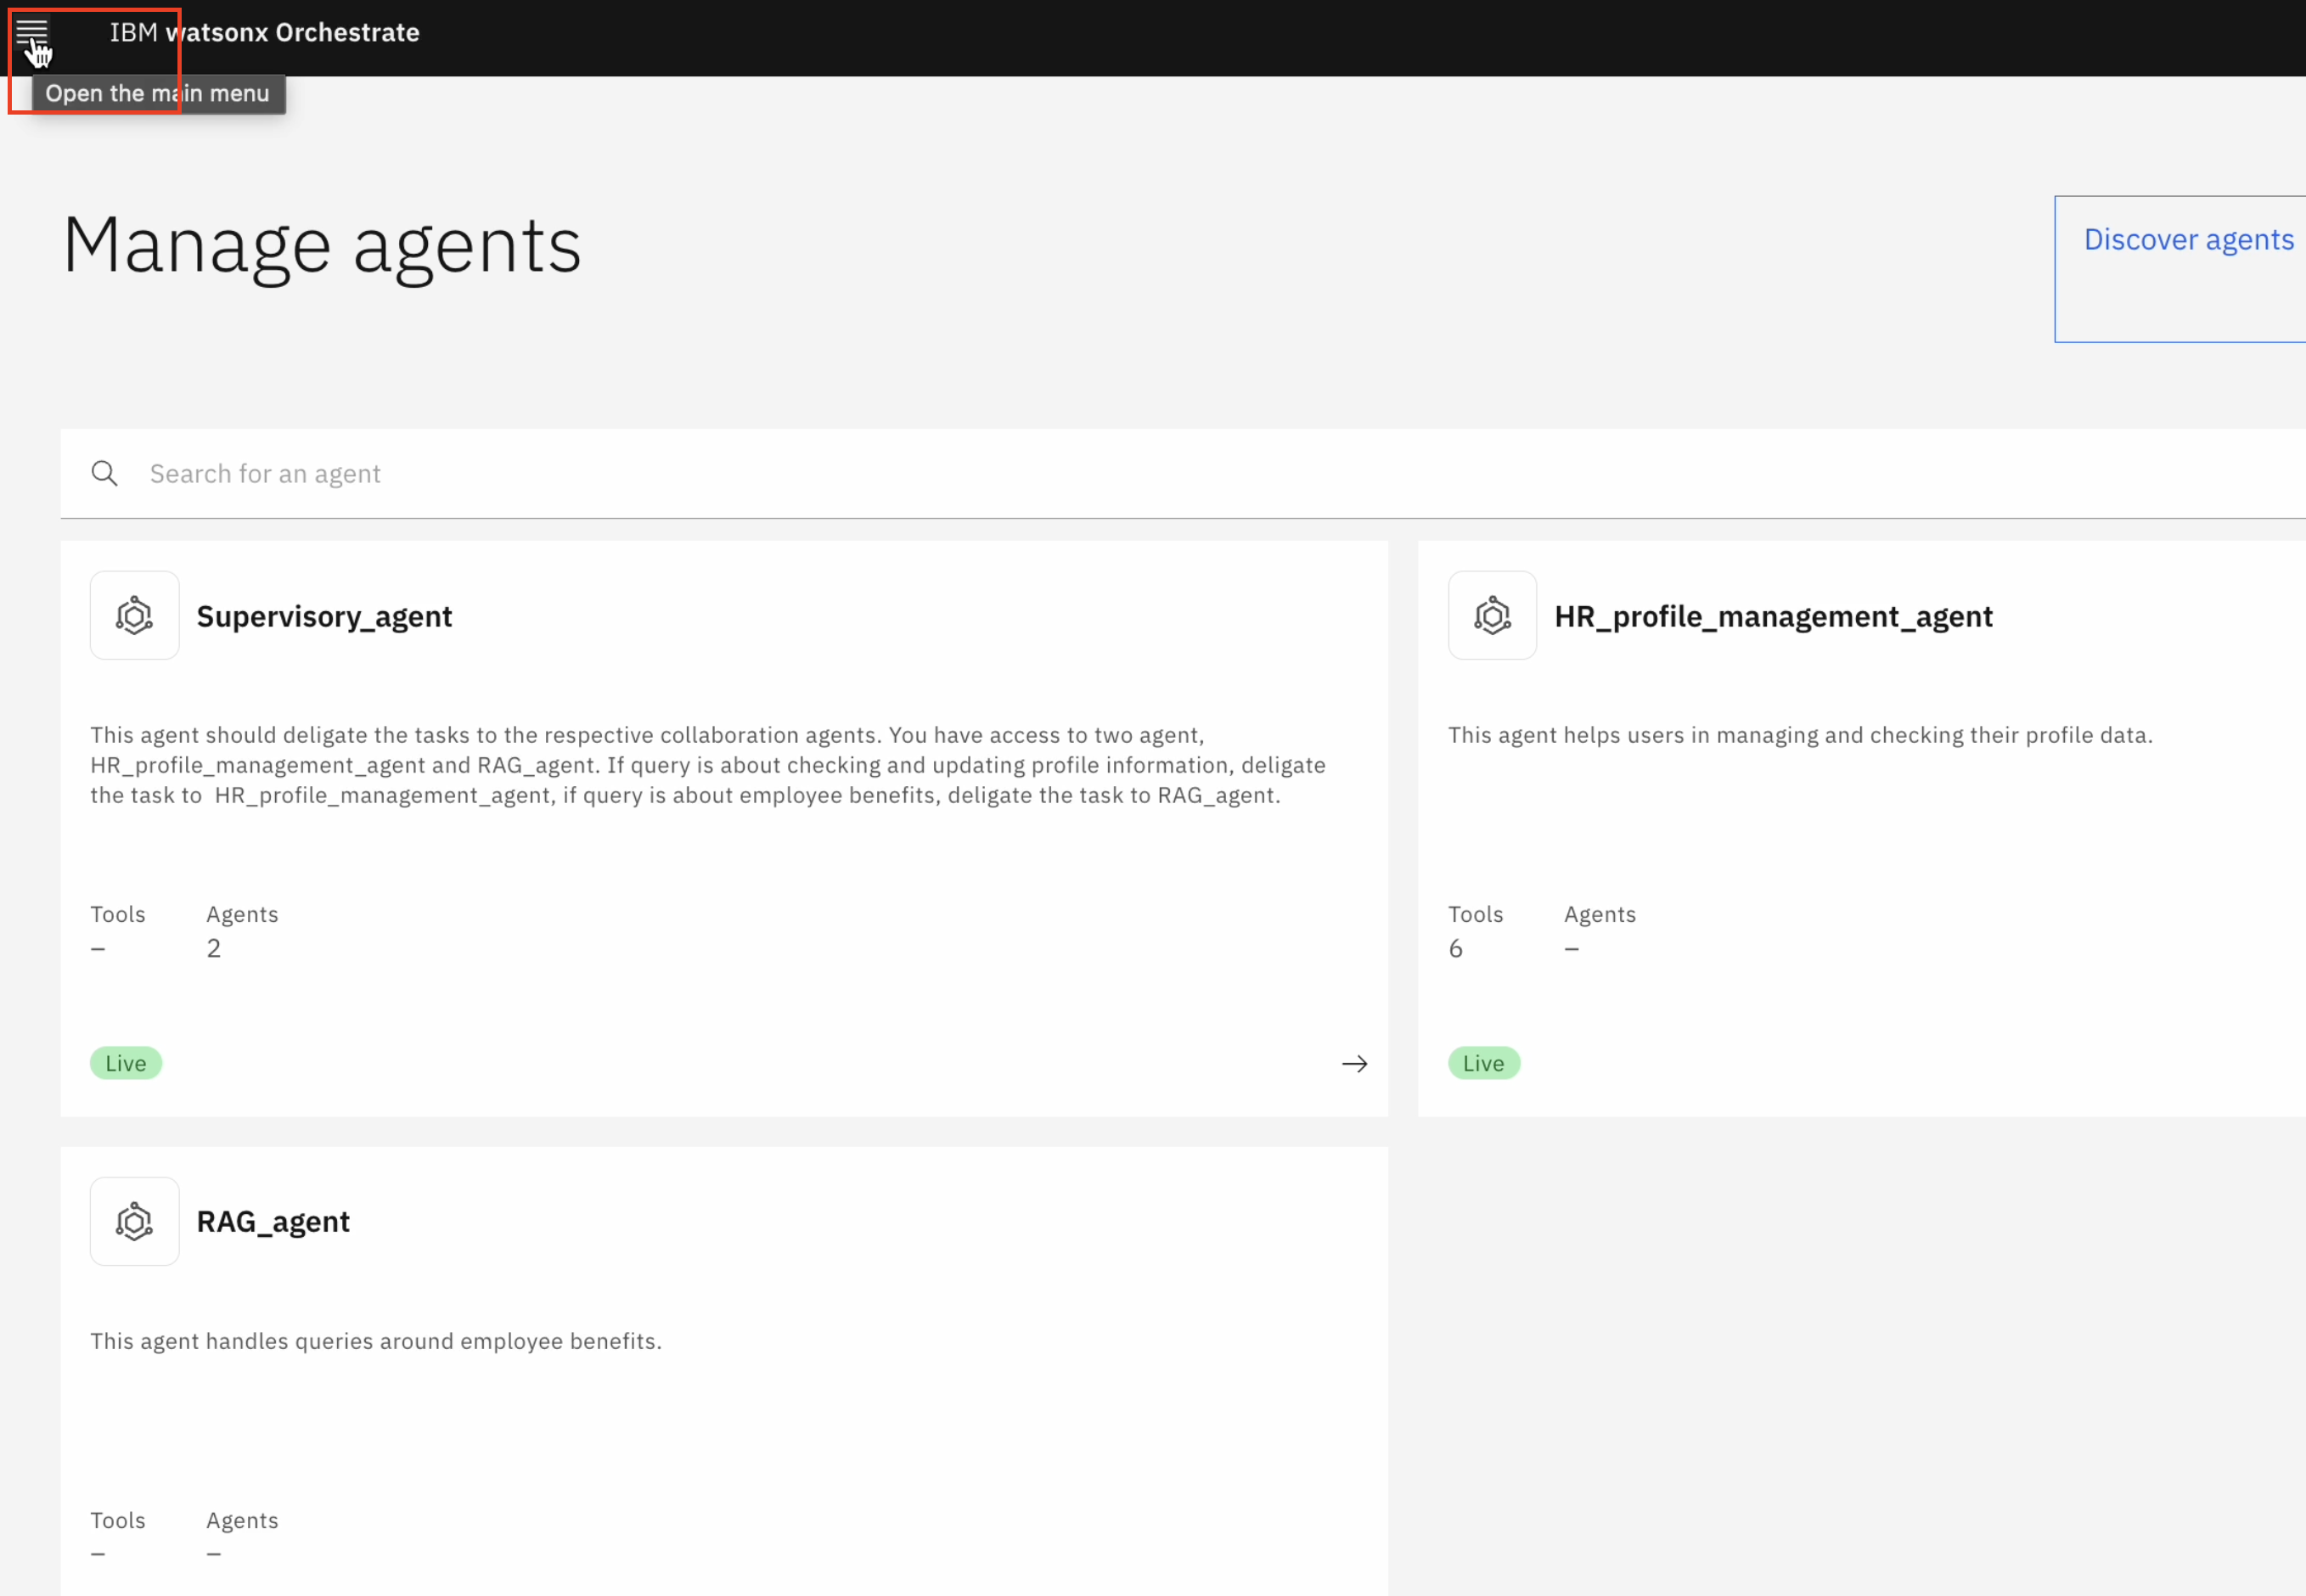 IBM watsonx Orchestrate
Open the main menu
Manage agents
Discover agents
Search for an agent
Supervisory_agent
This agent should deligate the tasks to the respective collaboration agents. You have access to two agent,
HR_profile_management_agent and RAG_agent. If query is about checking and updating profile information, deligate
the task to  HR_profile_management_agent, if query is about employee benefits, deligate the task to RAG_agent.
Tools Agents
– 2
Live
HR_profile_management_agent
This agent helps users in managing and checking their profile data.
Tools Agents
6 –
Live
RAG_agent
This agent handles queries around employee benefits.
Tools Agents
– –